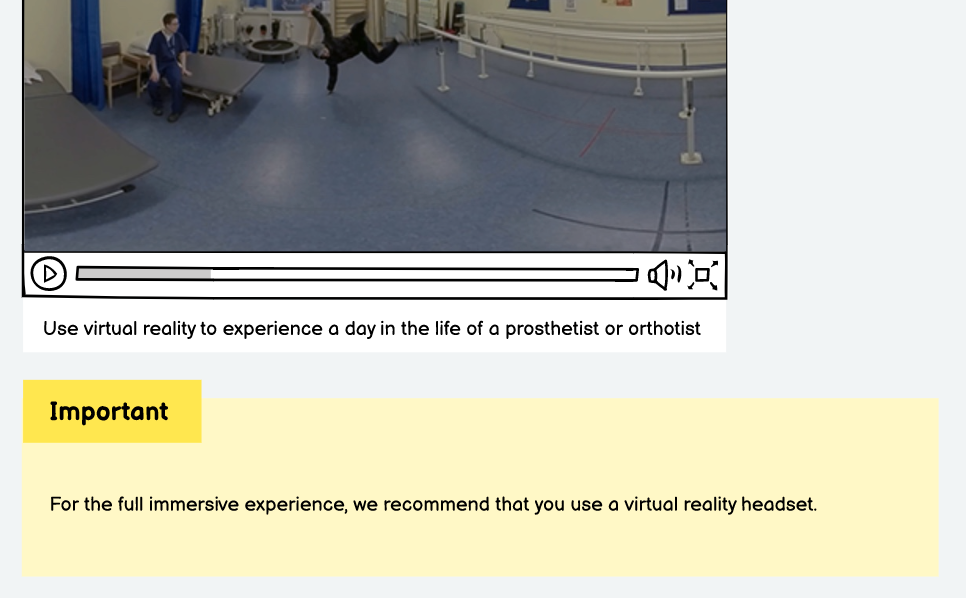 Use virtual reality to experience a day in the life of a prosthetist or orthotist
Important
For the full immersive experience, we recommend that you use a virtual reality headset.